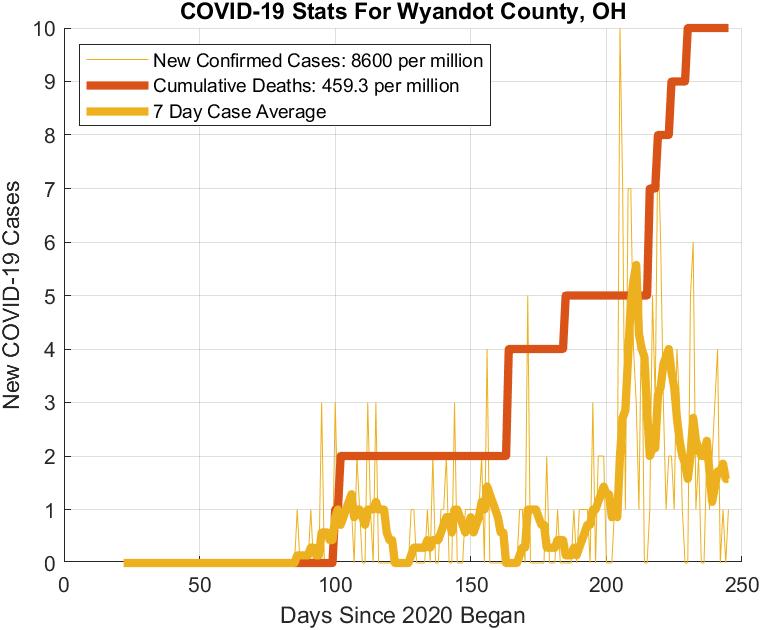 COVID-19 Stats For Wyandot County, OH
New Confirmed Cases: 8600 per million
Cumulative Deaths: 459.3 per million
7 Day Case Average
New COVID-19 Cases
10
9
8
7
6
5
4
3
2
1
0
0 50 100 150 200 250
Days Since 2020 Began